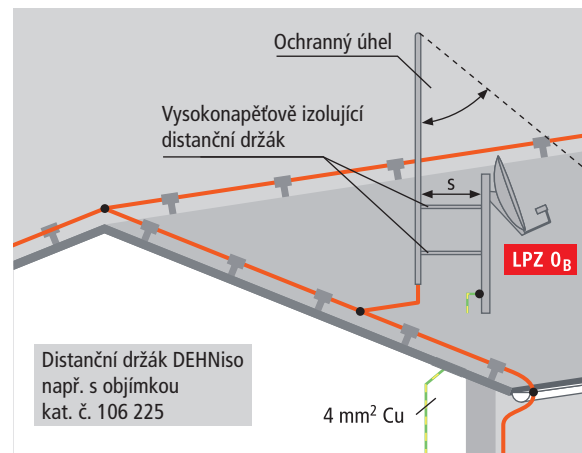 Ochranný úhel
Vysokonapěťově izolující
distanční držák
s
LPZ 0B
Distanční držák DEHNiso
např. s objímkou
kat. č. 106 225
4 mm² Cu